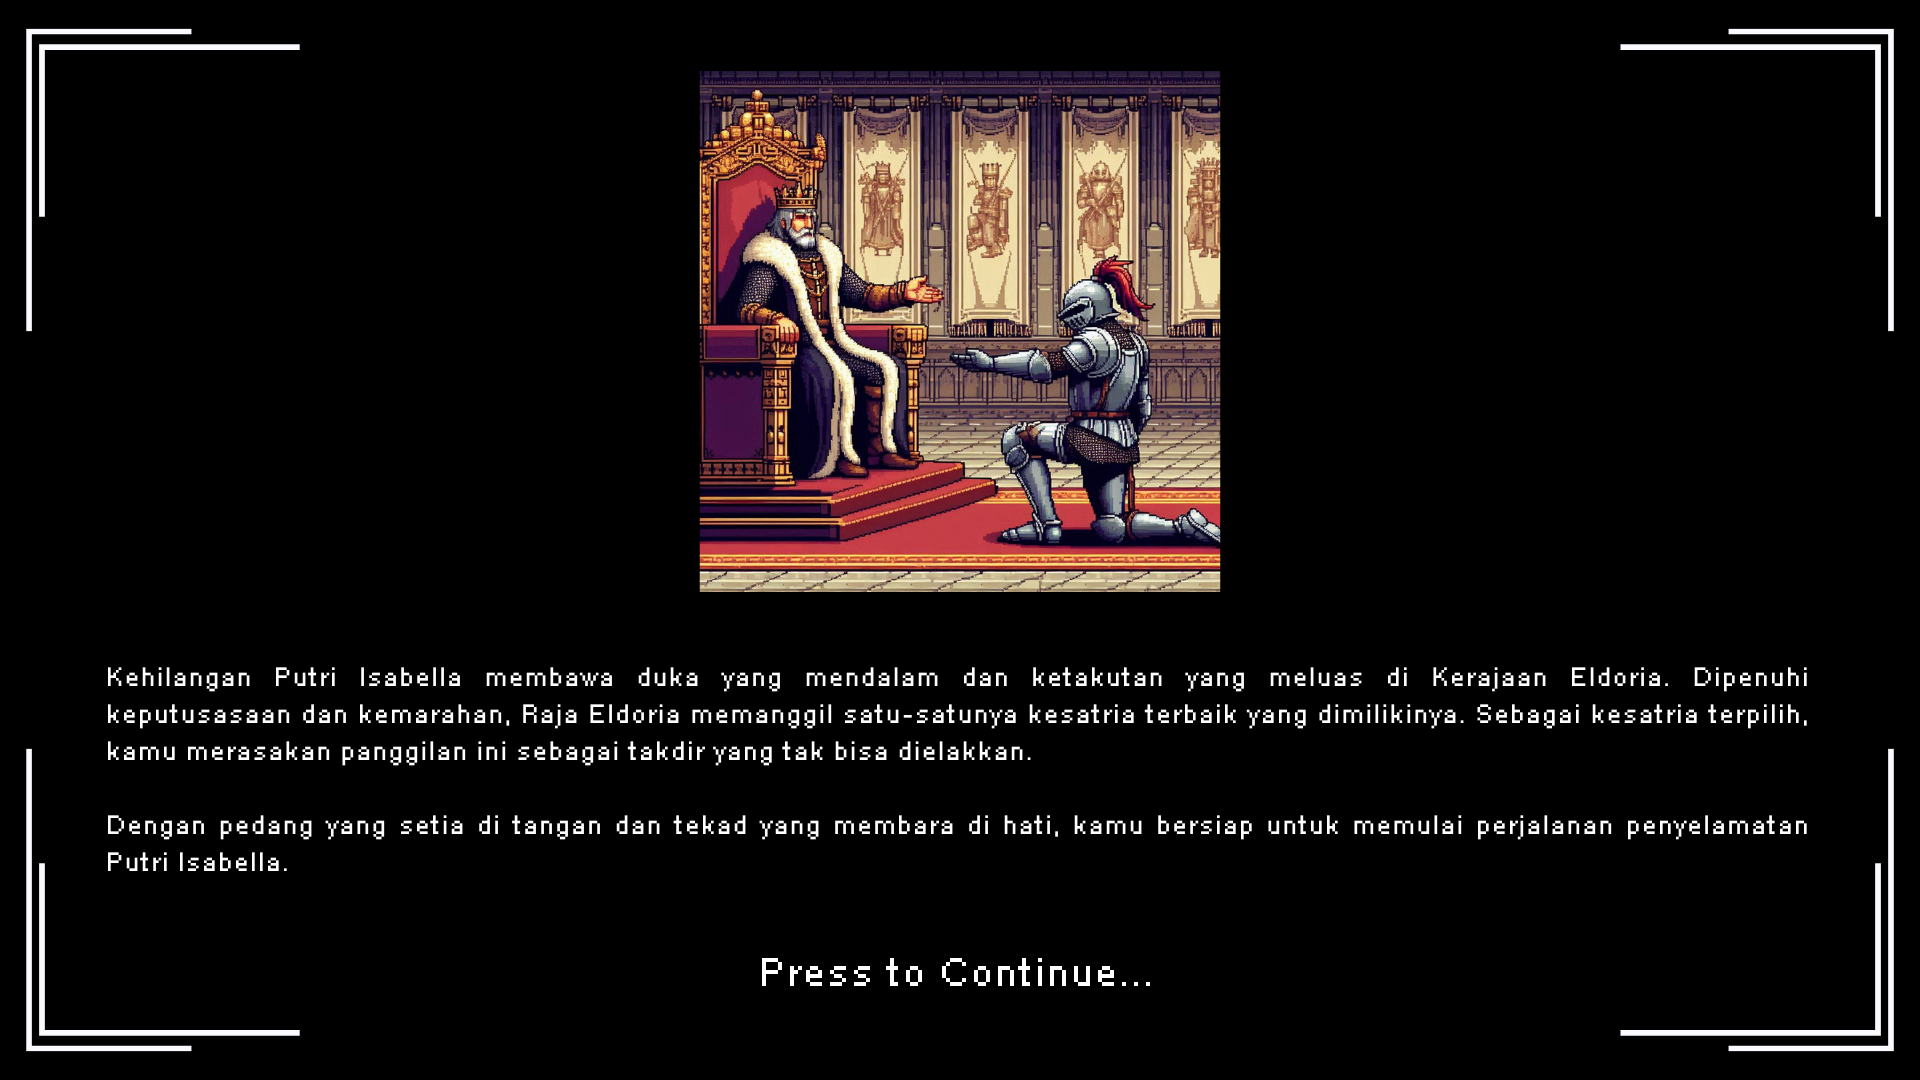 Kehilangan Putri Isabella membawa duka yang mendalam dan ketakutan yang meluas di Kerajaan Eldoria. Dipenuhi
keputusasaan dan kemarahan, Raja Eldoria memanggil satu-satunya kesatria terbaik yang dimilikinya. Sebagai kesatria terpilih,
kamu merasakan panggilan ini sebagai takdir yang tak bisa dielakkan.
Dengan pedang yang setia di tangan dan tekad yang membara di hati, kamu bersiap untuk memulai perjalanan penyelamatan
Putri Isabella.
Press to Continue...